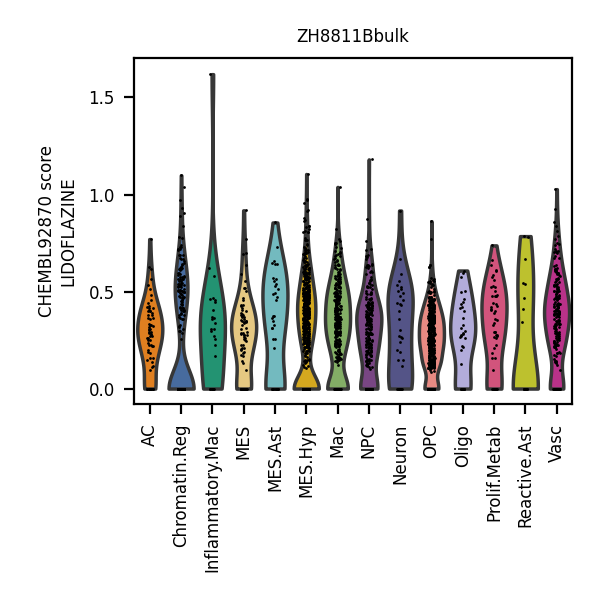 ZH8811Bbulk
CHEMBL92870 score
LIDOFLAZINE
1.5
1.0
0.5
0.0
AC
Chromatin.Reg
Inflammatory.Mac
MES
MES.Ast
MES.Hyp
Mac
NPC
Neuron
OPC
Oligo
Prolif.Metab
Reactive.Ast
Vasc